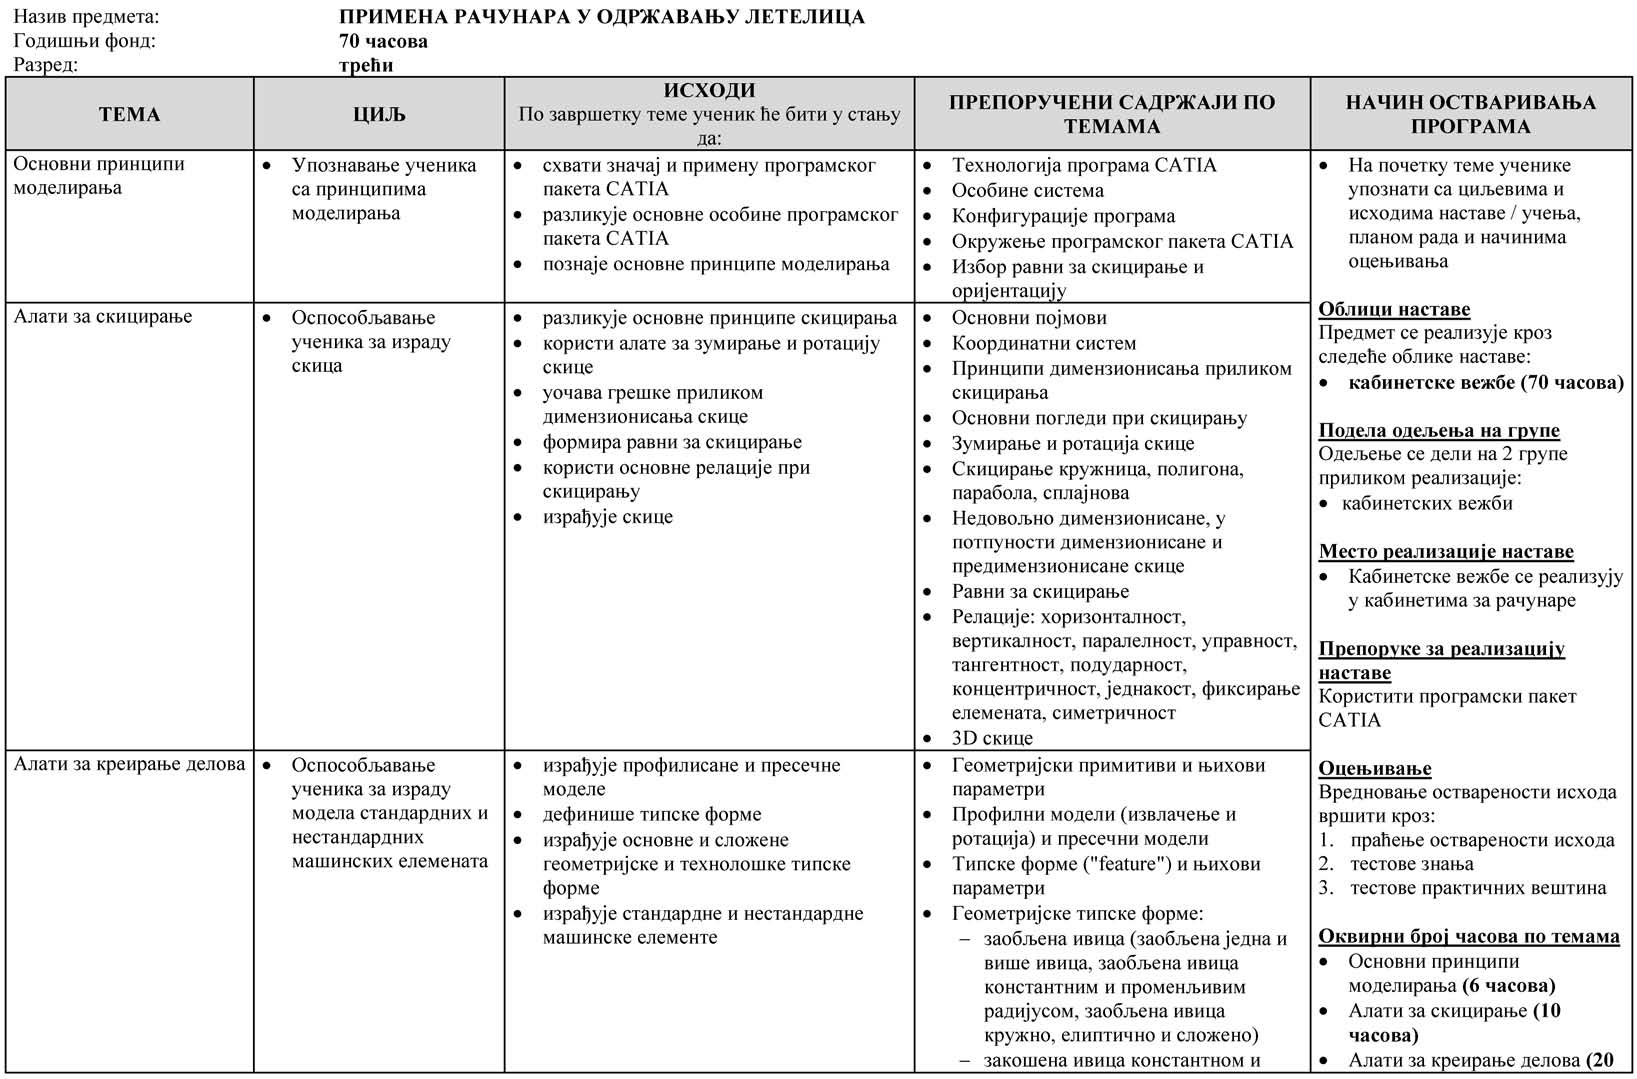 Назив предмета: ПРИМЕНА РАЧУНАРА У ОДРЖАВАЊУ ЛЕТЕЛИЦА
Годишњи фонд: 70 часова
Разред: трећи
ТЕМА
ЦИЉ
ИСХОДИ
По завршетку теме ученик ће бити у стању
да:
ПРЕПОРУЧЕНИ САДРЖАЈИ ПО
ТЕМАМА
НАЧИН ОСТВАРИВАЊА
ПРОГРАМА
Основни принципи
моделирања
• Упознавање ученика
са принципима
моделирања
• схвати значај и примену програмског
пакета CATIA
• разликује основне особине програмског
пакета CATIA
• познаје основне принципе моделирања
• Технологија програма CATIA
• Особине система
• Конфигурације програма
• Окружење програмског пакета CATIA
• Избор равни за скицирање и
оријентацију
Алати за скицирање
• Оспособљавање
ученика за израду
скица
• разликује основне принципе скицирања
• користи алате за зумирање и ротацију
скице
• уочава грешке приликом
димензионисања скице
• формира равни за скицирање
• користи основне релације при
скицирању
• израђује скице
• Основни појмови
• Координатни систем
• Принципи димензионисања приликом
скицирања
• Основни погледи при скицирању
• Зумирање и ротација скице
• Скицирање кружница, полигона,
парабола, сплајнова
• Недовољно димензионисане, у
потпуности димензионисане и
предимензионисане скице
• Равни за скицирање
• Релације: хоризонталност,
вертикалност, паралелност, управност,
тангентност, подударност,
концентричност, једнакост, фиксирање
елемената, симетричност
• 3D скице
Алати за креирање делова
• Оспособљавање
ученика за израду
модела стандардних и
нестандардних
машинских елемената
• израђује профилисане и пресечне
моделе
• дефинише типске форме
• израђује основне и сложене
геометријске и технолошке типске
форме
• израђује стандардне и нестандардне
машинске елементе
• Геометријски примитиви и њихови
параметри
• Профилни модели (извлачење и
ротација) и пресечни модели
• Типске форме ("feature") и њихови
параметри
• Геометријске типске форме:
– заобљена ивица (заобљена једна и
више ивица, заобљена ивица
константним и променљивим
радијусом, заобљена ивица
кружно, елиптично и сложено)
– закошена ивица константном и
• На почетку теме ученике
упознати са циљевима и
исходима наставе / учења,
планом рада и начинима
оцењивања
Облици наставе
Предмет се реализује кроз
следеће облике наставе:
• кабинетске вежбе (70 часова)
Подела одељења на групе
Одељење се дели на 2 групе
приликом реализације:
• кабинетских вежби
Место реализације наставе
• Кабинетске вежбе се реализују
у кабинетима за рачунаре
Препоруке за реализацију
наставе
Користити програмски пакет
CATIA
Оцењивање
Вредновање остварености исхода
вршити кроз:
1. праћење остварености исхода
2. тестове знања
3. тестове практичних вештина
Оквирни број часова по темама
• Основни принципи
моделирања (6 часова)
• Алати за скицирање (10
часова)
• Алати за креирање делова (20